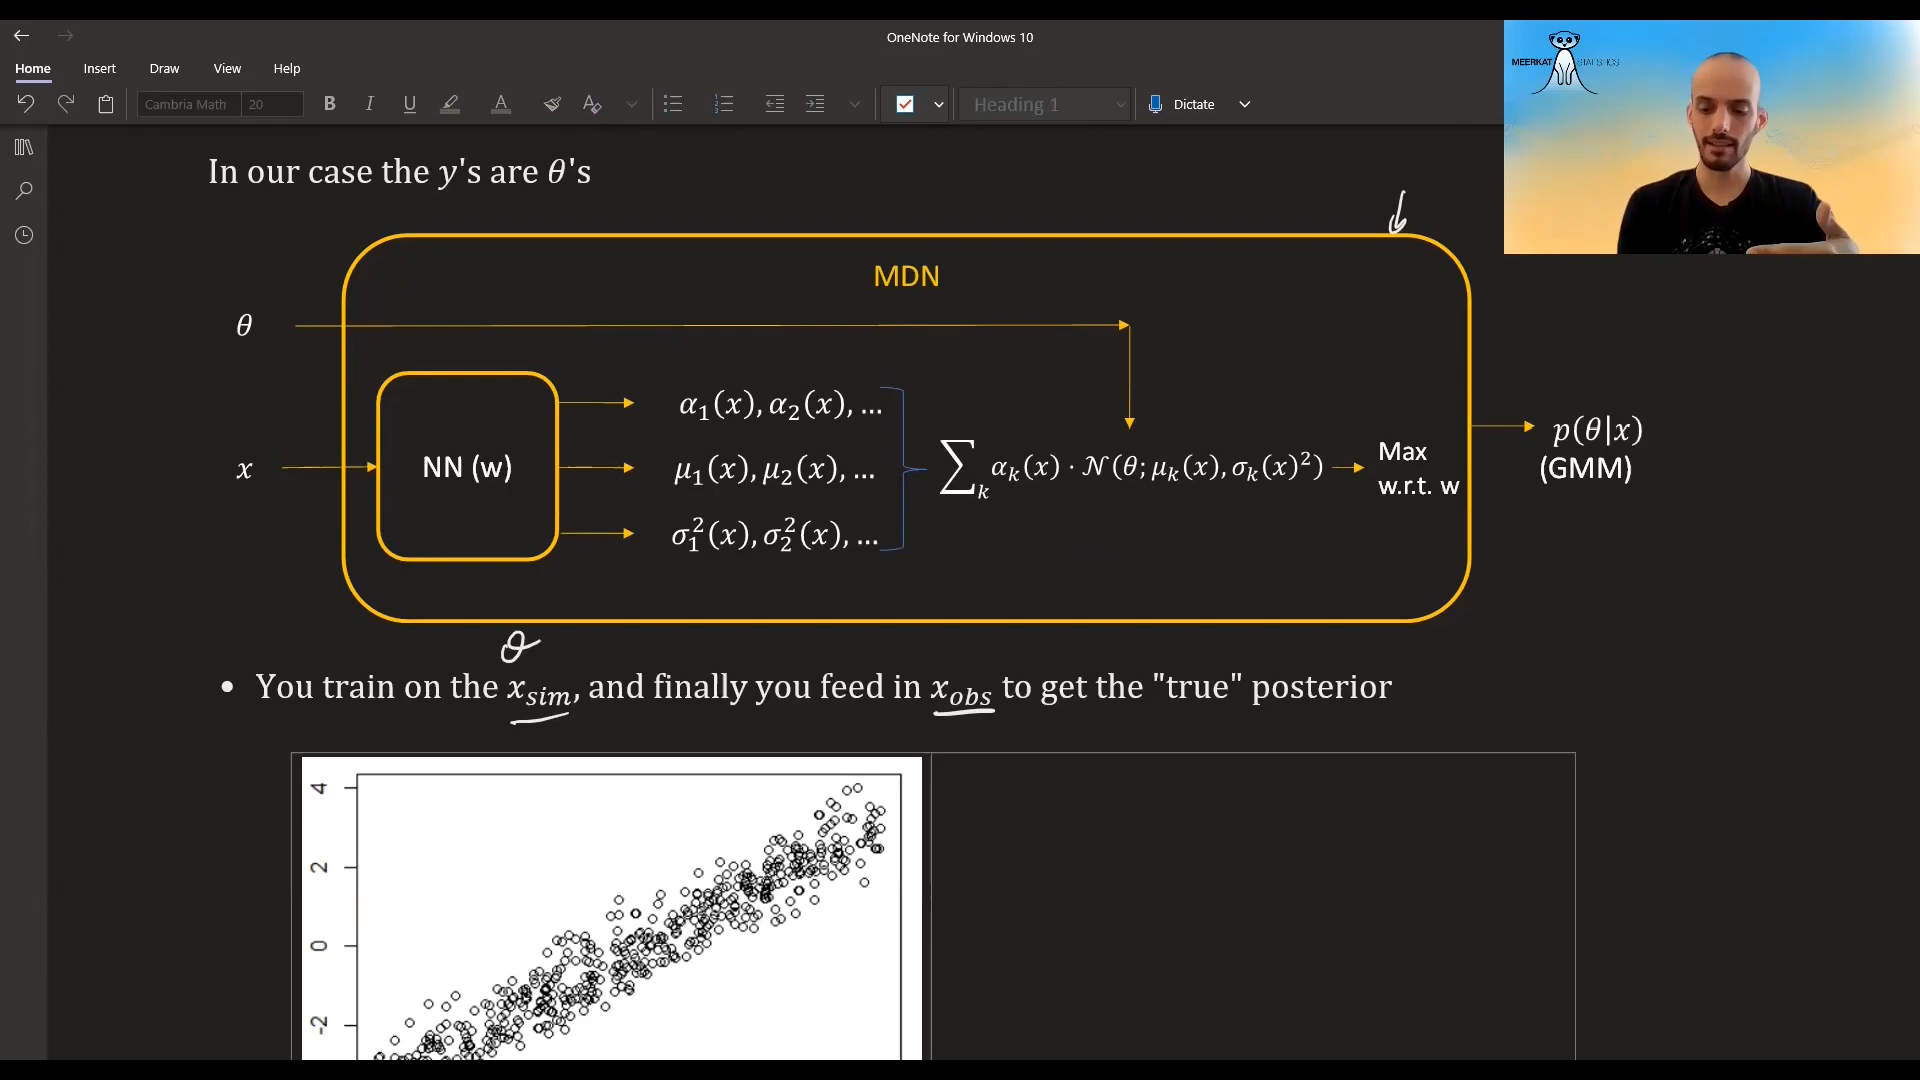 OneNote for Windows 10
Home Insert Draw View Help
Cambria Math 20 B I U A A Heading 1 Dictate
MEERKAT STATISTICS
In our case the y's are θ's
MDN
θ
x
NN (w)
α₁(x), α₂(x), ...
μ₁(x), μ₂(x), ...
σ₁²(x), σ₂²(x), ...
∑ₖ αₖ(x) · 𝒩(θ; μₖ(x), σₖ(x)²)
Max
w.r.t. w
p(θ|x)
(GMM)
θ
• You train on the x_sim, and finally you feed in x_obs to get the "true" posterior
4
2
0
-2